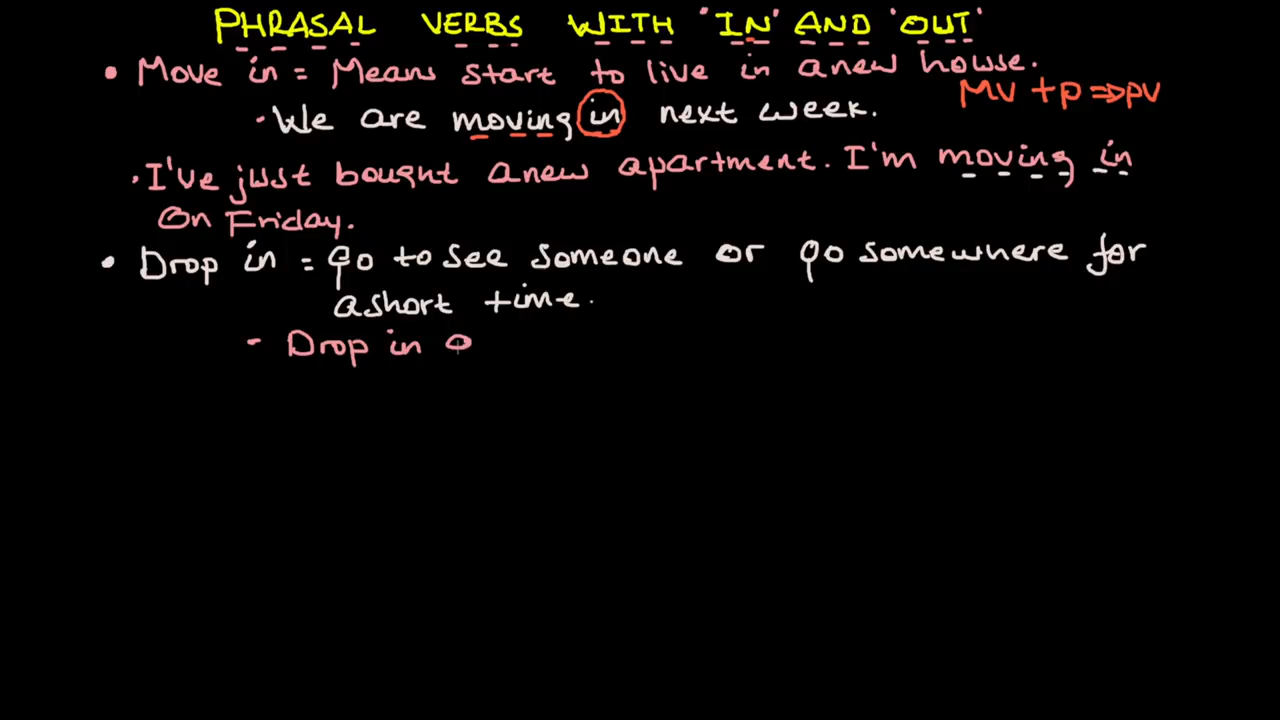 PHRASAL VERBS WITH 'IN' AND 'OUT'
• Move in = Means start to live in a new house.
MV + p ⇒ pv
• We are moving in next week.
• I've just bought a new apartment. I'm moving in
On Friday.
• Drop in = go to see someone or go somewhere for
a short time.
- Drop in o